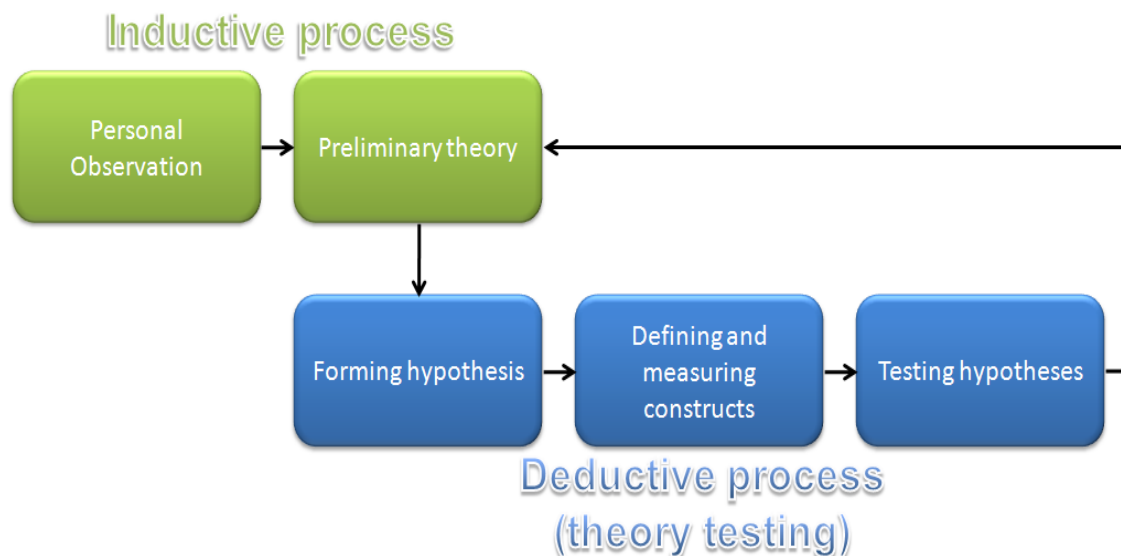 Inductive process
Personal
Observation
Preliminary theory
Forming hypothesis
Defining and
measuring
constructs
Testing hypotheses
Deductive process
(theory testing)